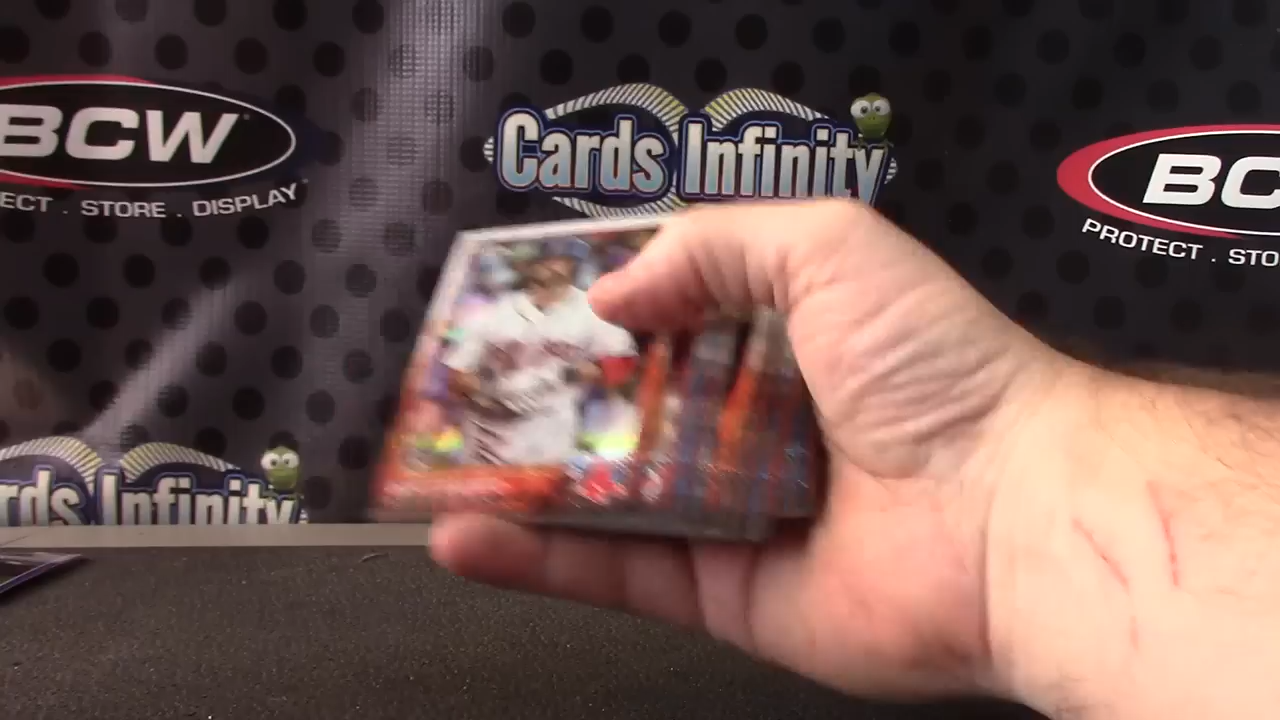 BCW
ECT . STORE . DISPLAY
Cards Infinity
BC
PROTECT . STO
rds Infinity